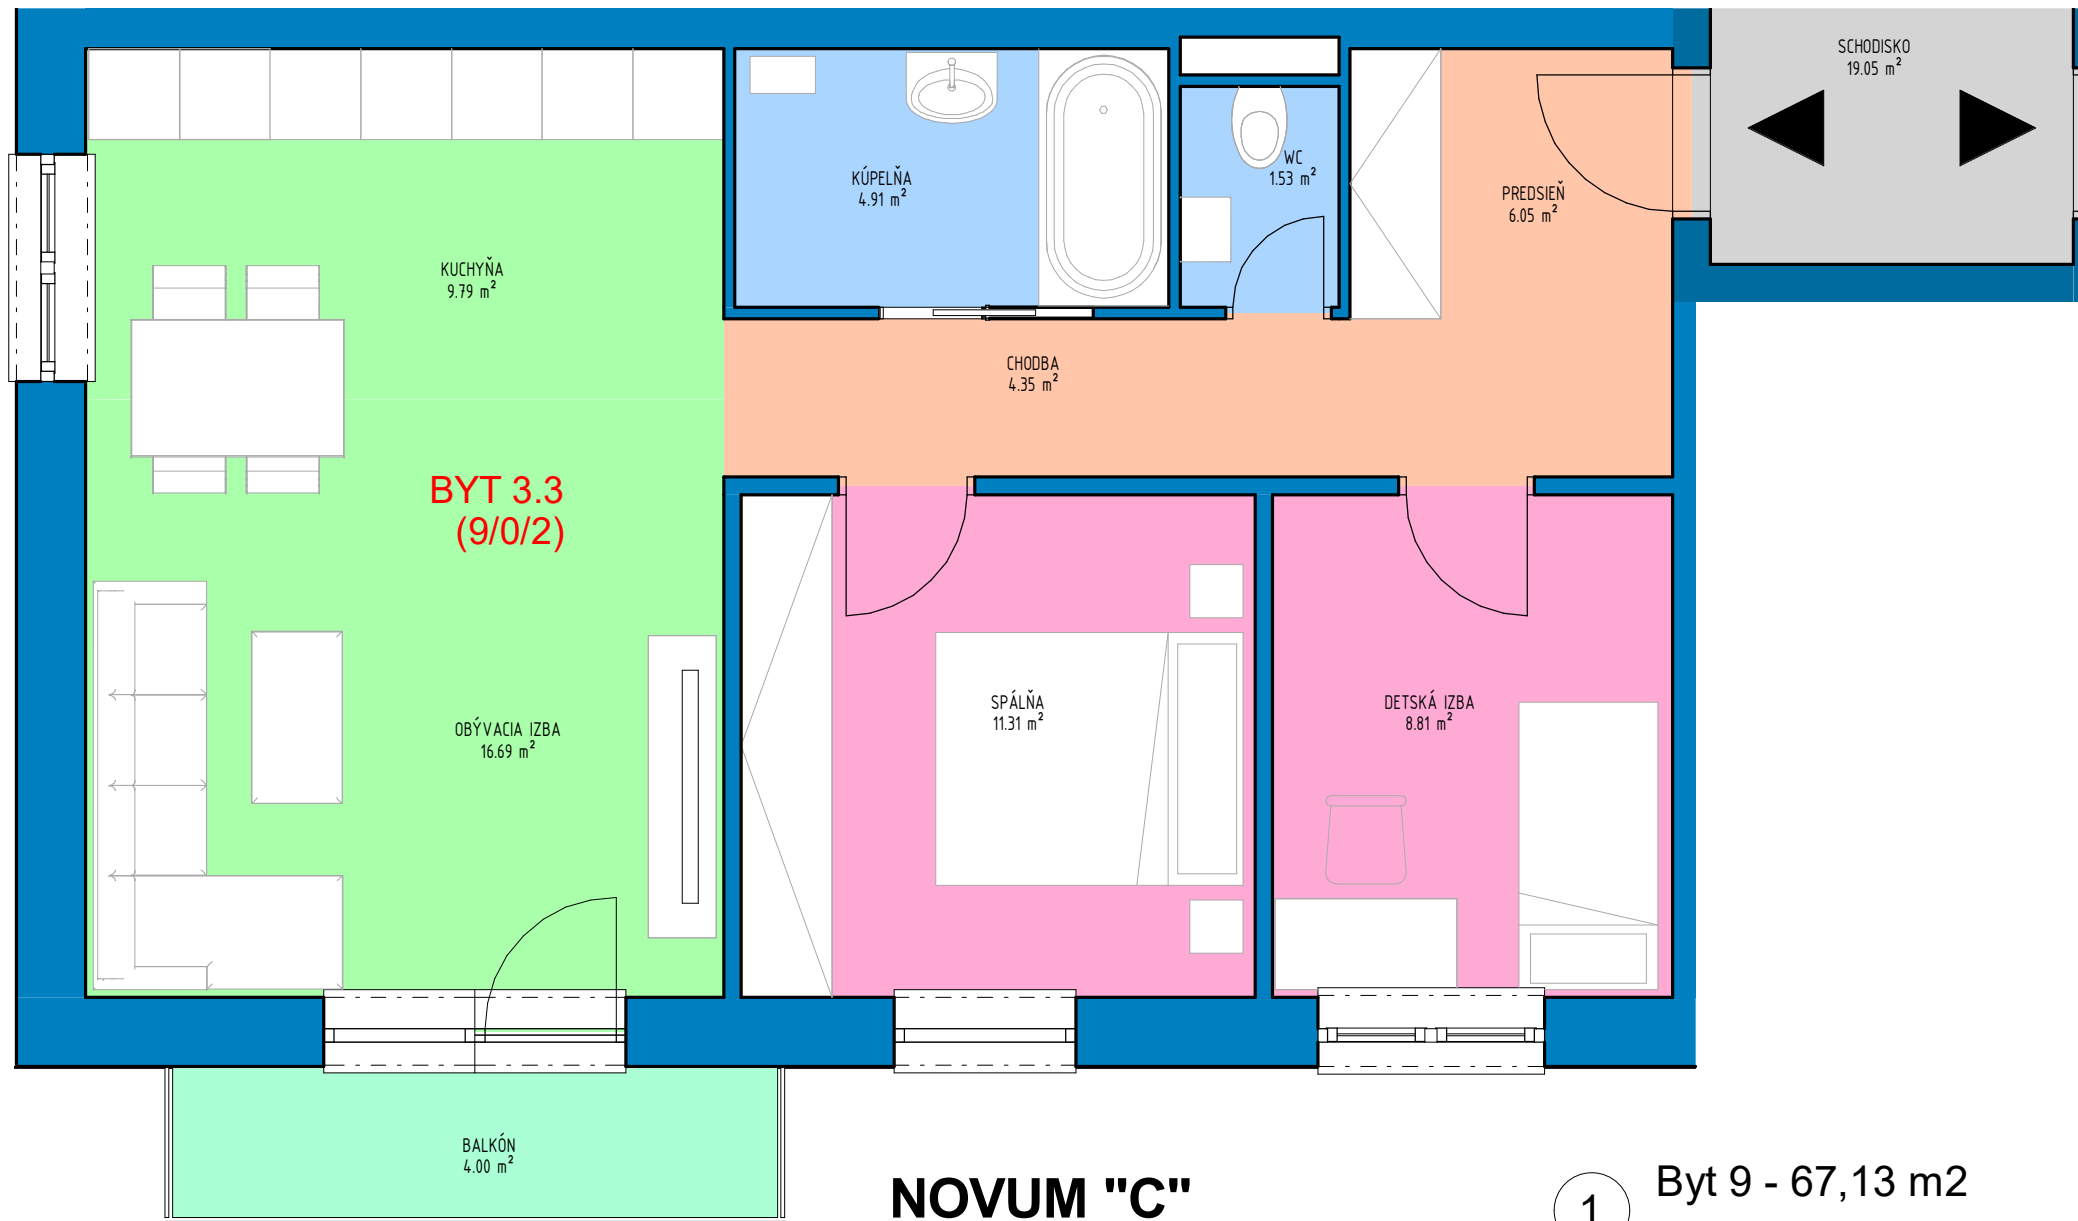 SCHODISKO
19.05 m²
KÚPELŇA
4.91 m²
WC
1.53 m²
PREDSIEŇ
6.05 m²
KUCHYŇA
9.79 m²
CHODBA
4.35 m²
BYT 3.3
(9/0/2)
OBÝVACIA IZBA
16.69 m²
SPÁLŇA
11.31 m²
DETSKÁ IZBA
8.81 m²
BALKÓN
4.00 m²
NOVUM "C"
1
Byt 9 - 67,13 m2